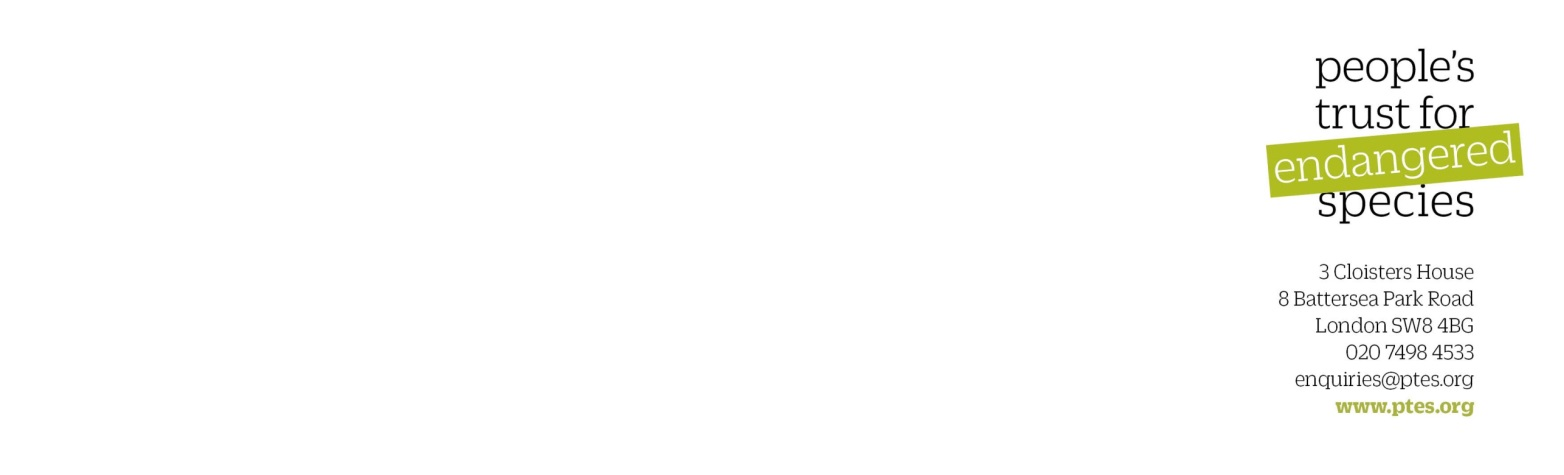 people's
trust for
endangered
species
3 Cloisters House
8 Battersea Park Road
London SW8 4BG
020 7498 4533
enquiries@ptes.org
www.ptes.org